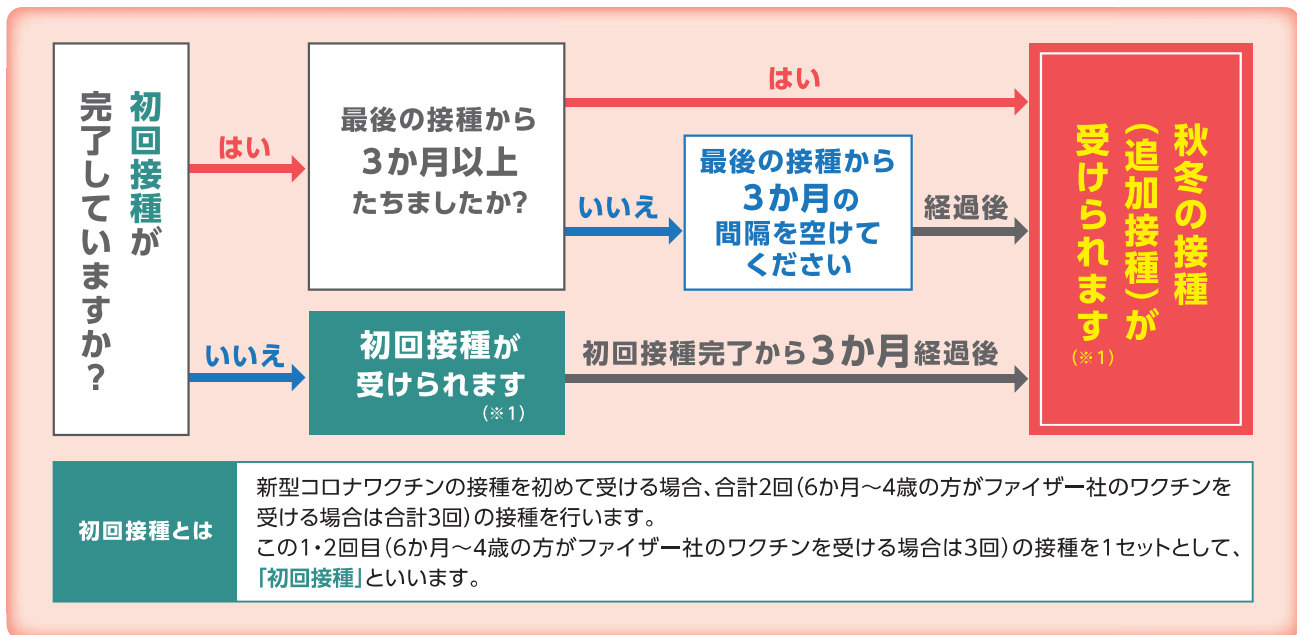 初回接種が
完了していますか？
はい
いいえ
最後の接種から
3か月以上
たちましたか？
はい
いいえ
最後の接種から
3か月の
間隔を空けて
ください
経過後
初回接種が
受けられます
（※1）
初回接種完了から3か月経過後
秋冬の接種
（追加接種）が
受けられます
（※1）
初回接種とは
新型コロナワクチンの接種を初めて受ける場合、合計2回（6か月～4歳の方がファイザー社のワクチンを
受ける場合は合計3回）の接種を行います。
この1・2回目（6か月～4歳の方がファイザー社のワクチンを受ける場合は3回）の接種を1セットとして、
「初回接種」といいます。